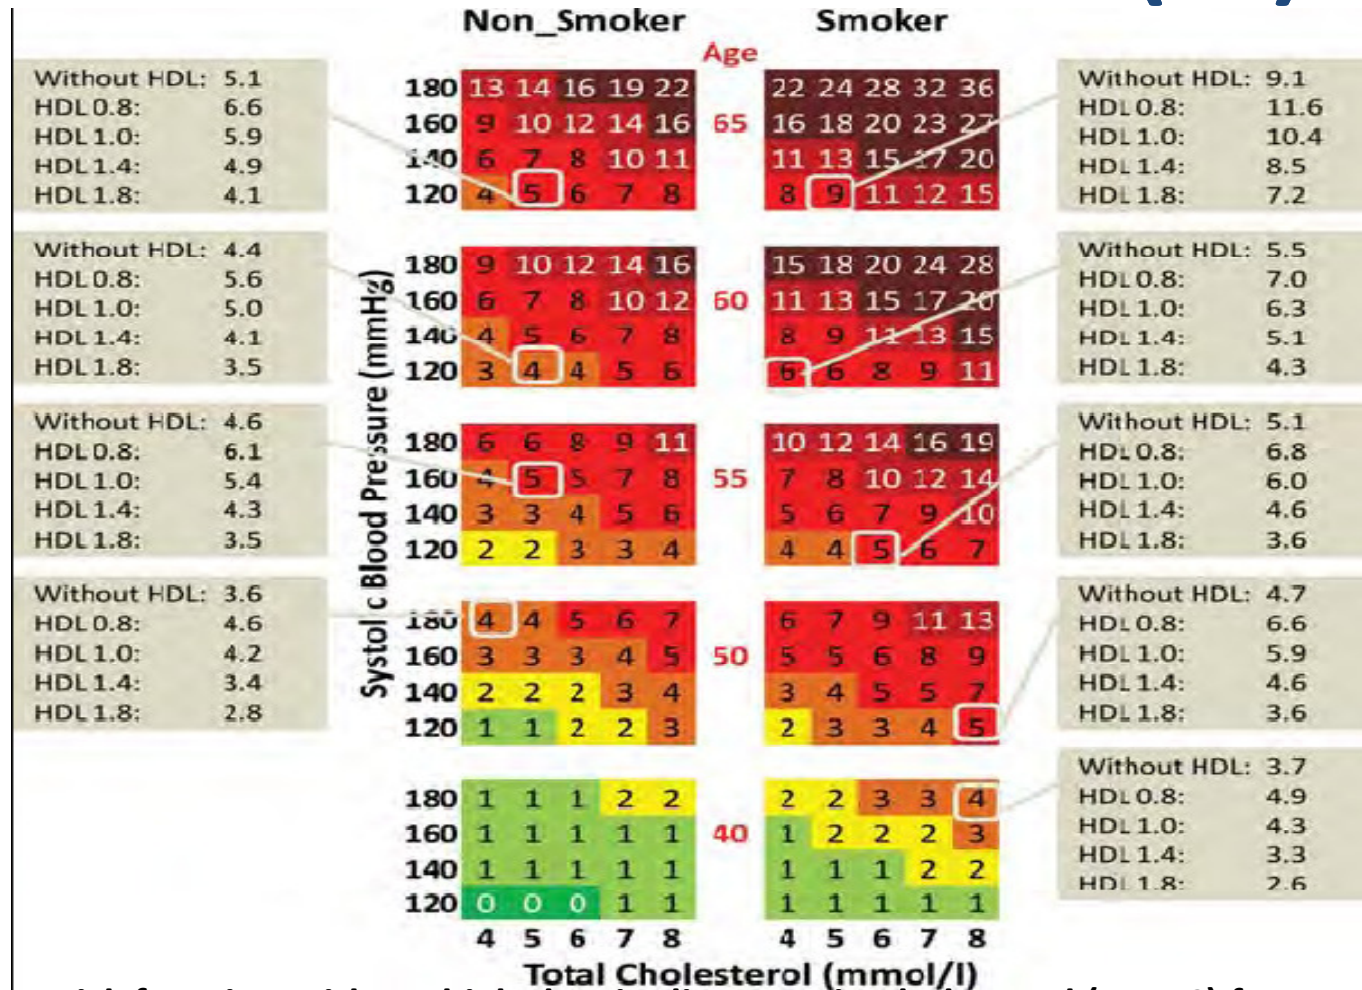 Non_Smoker Smoker
Age
Without HDL: 5.1
HDL 0.8: 6.6
HDL 1.0: 5.9
HDL 1.4: 4.9
HDL 1.8: 4.1
Without HDL: 4.4
HDL 0.8: 5.6
HDL 1.0: 5.0
HDL 1.4: 4.1
HDL 1.8: 3.5
Without HDL: 4.6
HDL 0.8: 6.1
HDL 1.0: 5.4
HDL 1.4: 4.3
HDL 1.8: 3.5
Without HDL: 3.6
HDL 0.8: 4.6
HDL 1.0: 4.2
HDL 1.4: 3.4
HDL 1.8: 2.8
Systol c Blood Pressure (mmHg)
180 13 14 16 19 22 22 24 28 32 36
160 9 10 12 14 16 65 16 18 20 23 27
140 6 7 8 10 11 11 13 15 17 20
120 4 5 6 7 8 8 9 11 12 15
180 9 10 12 14 16 15 18 20 24 28
160 6 7 8 10 12 60 11 13 15 17 20
140 4 5 6 7 8 8 9 11 13 15
120 3 4 4 5 6 6 6 8 9 11
180 6 6 8 9 11 10 12 14 16 19
160 4 5 5 7 8 55 7 8 10 12 14
140 3 3 4 5 6 5 6 7 9 10
120 2 2 3 3 4 4 4 5 6 7
180 4 4 5 6 7 6 7 9 11 13
160 3 3 3 4 5 50 5 5 6 8 9
140 2 2 2 3 4 3 4 5 5 7
120 1 1 2 2 3 2 3 3 4 5
180 1 1 1 2 2 2 2 3 3 4
160 1 1 1 1 1 40 1 2 2 2 3
140 1 1 1 1 1 1 1 1 2 2
120 0 0 0 1 1 1 1 1 1 1
4 5 6 7 8 4 5 6 7 8
Total Cholesterol (mmol/l)
Without HDL: 9.1
HDL 0.8: 11.6
HDL 1.0: 10.4
HDL 1.4: 8.5
HDL 1.8: 7.2
Without HDL: 5.5
HDL 0.8: 7.0
HDL 1.0: 6.3
HDL 1.4: 5.1
HDL 1.8: 4.3
Without HDL: 5.1
HDL 0.8: 6.8
HDL 1.0: 6.0
HDL 1.4: 4.6
HDL 1.8: 3.6
Without HDL: 4.7
HDL 0.8: 6.6
HDL 1.0: 5.9
HDL 1.4: 4.6
HDL 1.8: 3.6
Without HDL: 3.7
HDL 0.8: 4.9
HDL 1.0: 4.3
HDL 1.4: 3.3
HDL 1.8: 2.6